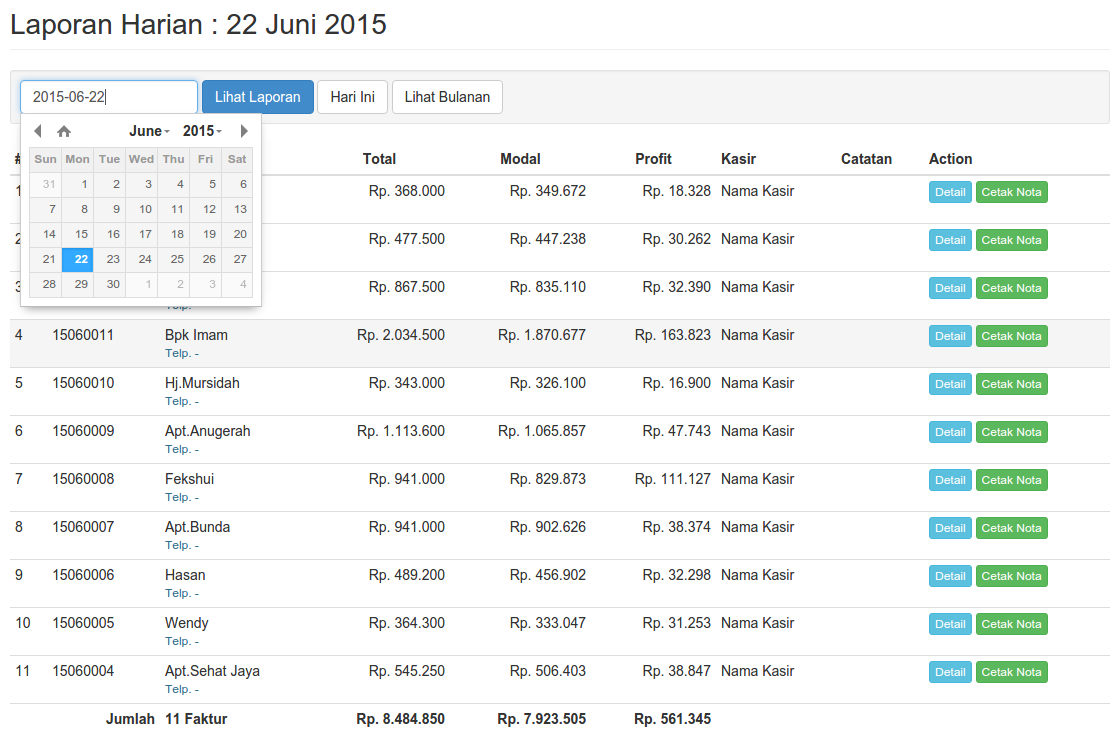 Laporan Harian : 22 Juni 2015
2015-06-22 Lihat Laporan Hari Ini Lihat Bulanan
June 2015
Sun Mon Tue Wed Thu Fri Sat
31 1 2 3 4 5 6
7 8 9 10 11 12 13
14 15 16 17 18 19 20
21 22 23 24 25 26 27
28 29 30 1 2 3 4
# Total Modal Profit Kasir Catatan Action
1 Rp. 368.000 Rp. 349.672 Rp. 18.328 Nama Kasir Detail Cetak Nota
2 Rp. 477.500 Rp. 447.238 Rp. 30.262 Nama Kasir Detail Cetak Nota
3 Rp. 867.500 Rp. 835.110 Rp. 32.390 Nama Kasir Detail Cetak Nota
4 15060011 Bpk Imam Rp. 2.034.500 Rp. 1.870.677 Rp. 163.823 Nama Kasir Detail Cetak Nota
Telp. -
5 15060010 Hj.Mursidah Rp. 343.000 Rp. 326.100 Rp. 16.900 Nama Kasir Detail Cetak Nota
Telp. -
6 15060009 Apt.Anugerah Rp. 1.113.600 Rp. 1.065.857 Rp. 47.743 Nama Kasir Detail Cetak Nota
Telp. -
7 15060008 Fekshui Rp. 941.000 Rp. 829.873 Rp. 111.127 Nama Kasir Detail Cetak Nota
Telp. -
8 15060007 Apt.Bunda Rp. 941.000 Rp. 902.626 Rp. 38.374 Nama Kasir Detail Cetak Nota
Telp. -
9 15060006 Hasan Rp. 489.200 Rp. 456.902 Rp. 32.298 Nama Kasir Detail Cetak Nota
Telp. -
10 15060005 Wendy Rp. 364.300 Rp. 333.047 Rp. 31.253 Nama Kasir Detail Cetak Nota
Telp. -
11 15060004 Apt.Sehat Jaya Rp. 545.250 Rp. 506.403 Rp. 38.847 Nama Kasir Detail Cetak Nota
Telp. -
Jumlah 11 Faktur Rp. 8.484.850 Rp. 7.923.505 Rp. 561.345